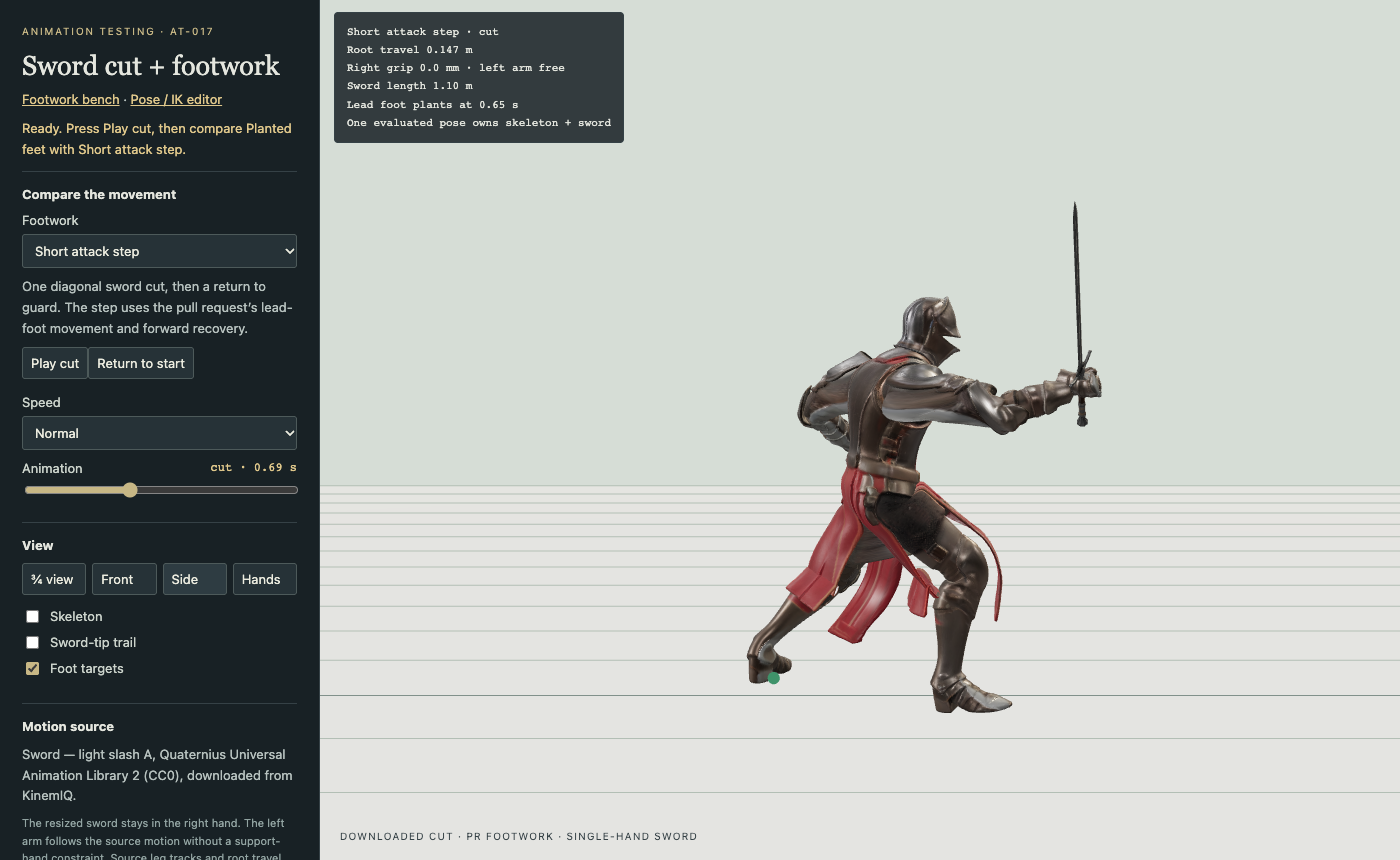 ANIMATION TESTING · AT-017
Sword cut + footwork
Footwork bench · Pose / IK editor
Ready. Press Play cut, then compare Planted
feet with Short attack step.
Compare the movement
Footwork
Short attack step
One diagonal sword cut, then a return to
guard. The step uses the pull request’s lead-
foot movement and forward recovery.
Play cut Return to start
Speed
Normal
Animation cut · 0.69 s
View
¾ view Front Side Hands
Skeleton
Sword-tip trail
Foot targets
Motion source
Sword — light slash A, Quaternius Universal
Animation Library 2 (CC0), downloaded from
KinemIQ.
The resized sword stays in the right hand. The left
arm follows the source motion without a support-
hand constraint. Source leg tracks and root travel
Short attack step · cut
Root travel 0.147 m
Right grip 0.0 mm · left arm free
Sword length 1.10 m
Lead foot plants at 0.65 s
One evaluated pose owns skeleton + sword
DOWNLOADED CUT · PR FOOTWORK · SINGLE-HAND SWORD